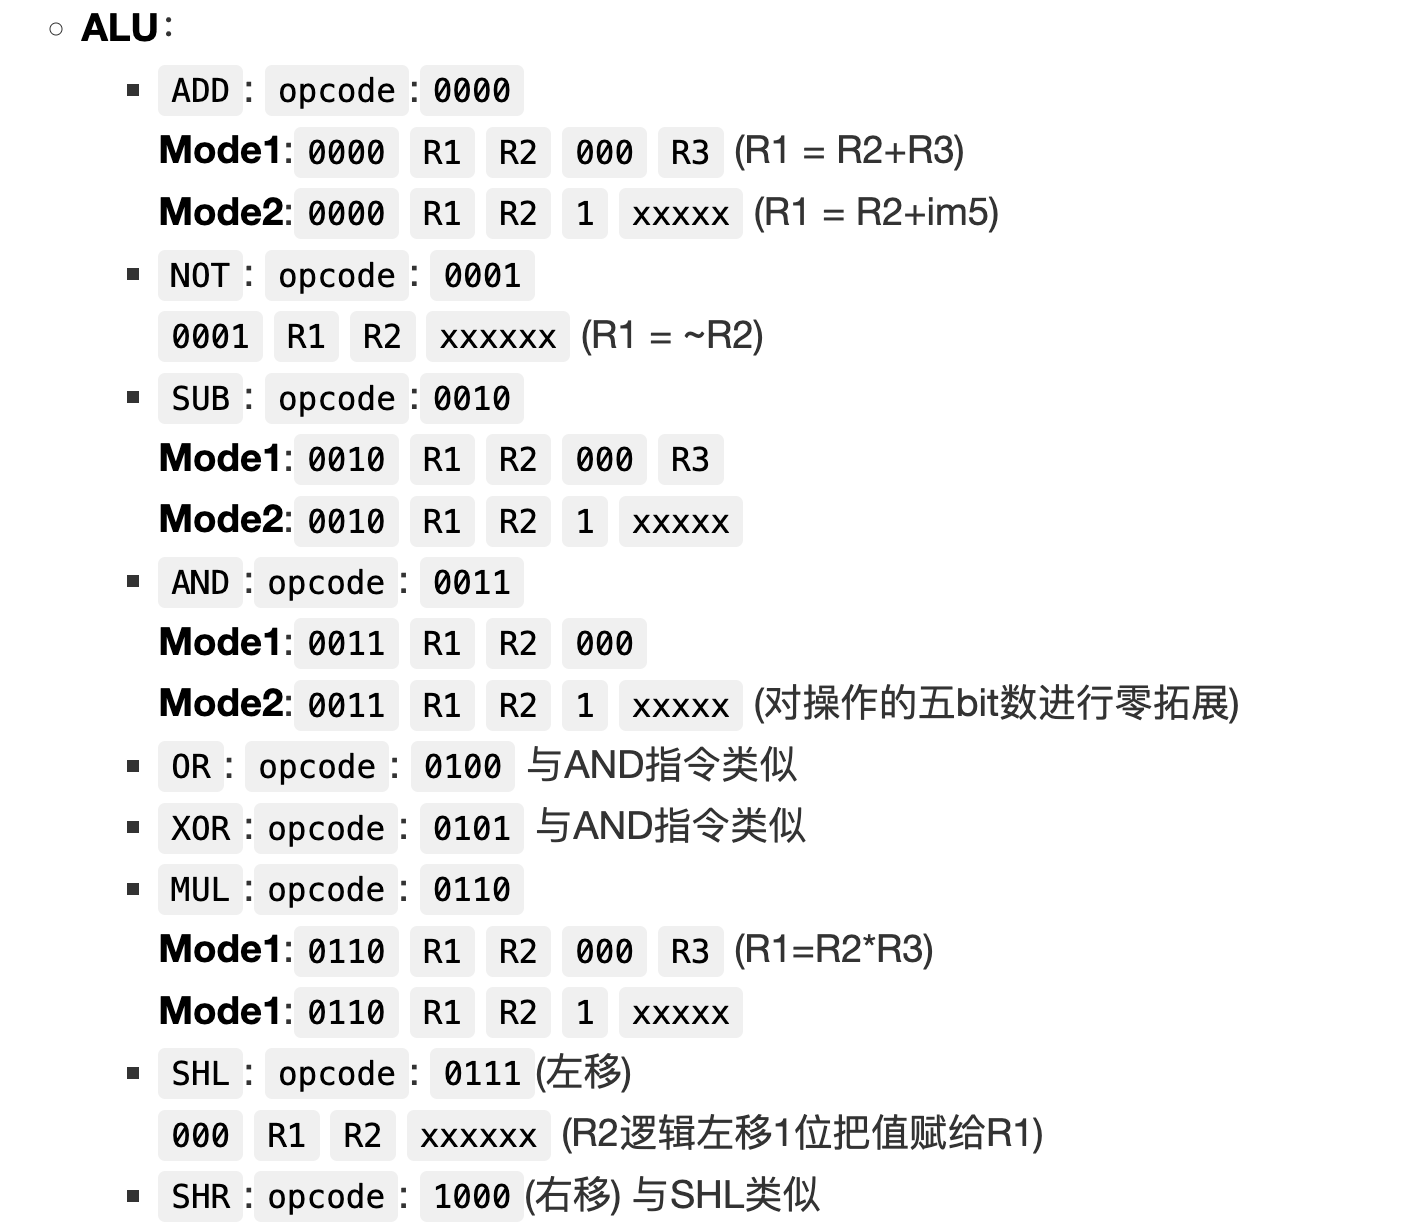 ALU:
ADD: opcode:0000
Mode1:0000 R1 R2 000 R3 (R1 = R2+R3)
Mode2:0000 R1 R2 1 xxxxx (R1 = R2+im5)
NOT: opcode: 0001
0001 R1 R2 xxxxxx (R1 = ~R2)
SUB: opcode:0010
Mode1:0010 R1 R2 000 R3
Mode2:0010 R1 R2 1 xxxxx
AND:opcode: 0011
Mode1:0011 R1 R2 000
Mode2:0011 R1 R2 1 xxxxx (对操作的五bit数进行零拓展)
OR: opcode: 0100 与AND指令类似
XOR:opcode: 0101 与AND指令类似
MUL:opcode: 0110
Mode1:0110 R1 R2 000 R3 (R1=R2*R3)
Mode1:0110 R1 R2 1 xxxxx
SHL: opcode: 0111(左移)
000 R1 R2 xxxxxx (R2逻辑左移1位把值赋给R1)
SHR:opcode: 1000(右移) 与SHL类似